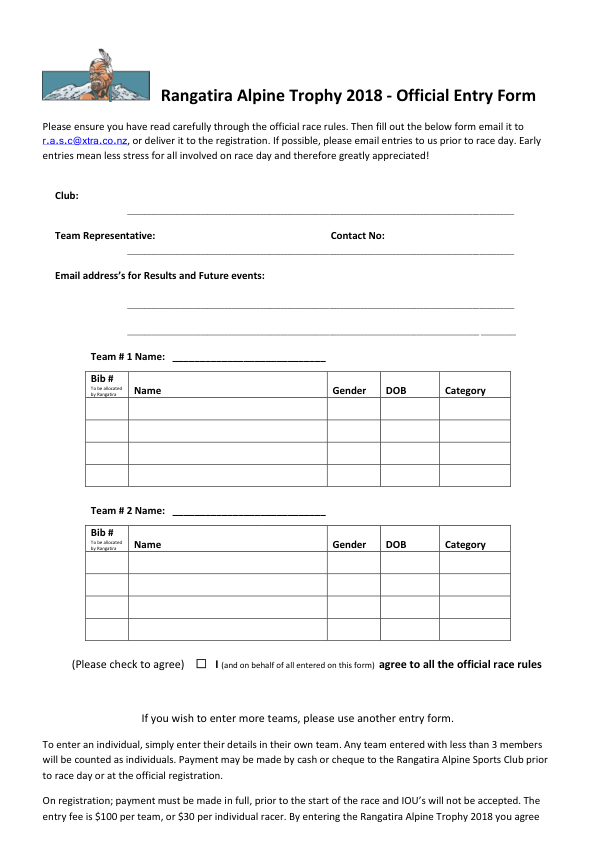 Rangatira Alpine Trophy 2018 - Official Entry Form
Please ensure you have read carefully through the official race rules. Then fill out the below form email it to
r.a.s.c@xtra.co.nz, or deliver it to the registration. If possible, please email entries to us prior to race day. Early
entries mean less stress for all involved on race day and therefore greatly appreciated!
Club:
Team Representative: Contact No:
Email address's for Results and Future events:
Team # 1 Name: ____________________________
Bib #
To be allocated
by Rangatira
Name Gender DOB Category
Team # 2 Name: ____________________________
Bib #
To be allocated
by Rangatira
Name Gender DOB Category
(Please check to agree) ☐ I (and on behalf of all entered on this form) agree to all the official race rules
If you wish to enter more teams, please use another entry form.
To enter an individual, simply enter their details in their own team. Any team entered with less than 3 members
will be counted as individuals. Payment may be made by cash or cheque to the Rangatira Alpine Sports Club prior
to race day or at the official registration.
On registration; payment must be made in full, prior to the start of the race and IOU's will not be accepted. The
entry fee is $100 per team, or $30 per individual racer. By entering the Rangatira Alpine Trophy 2018 you agree